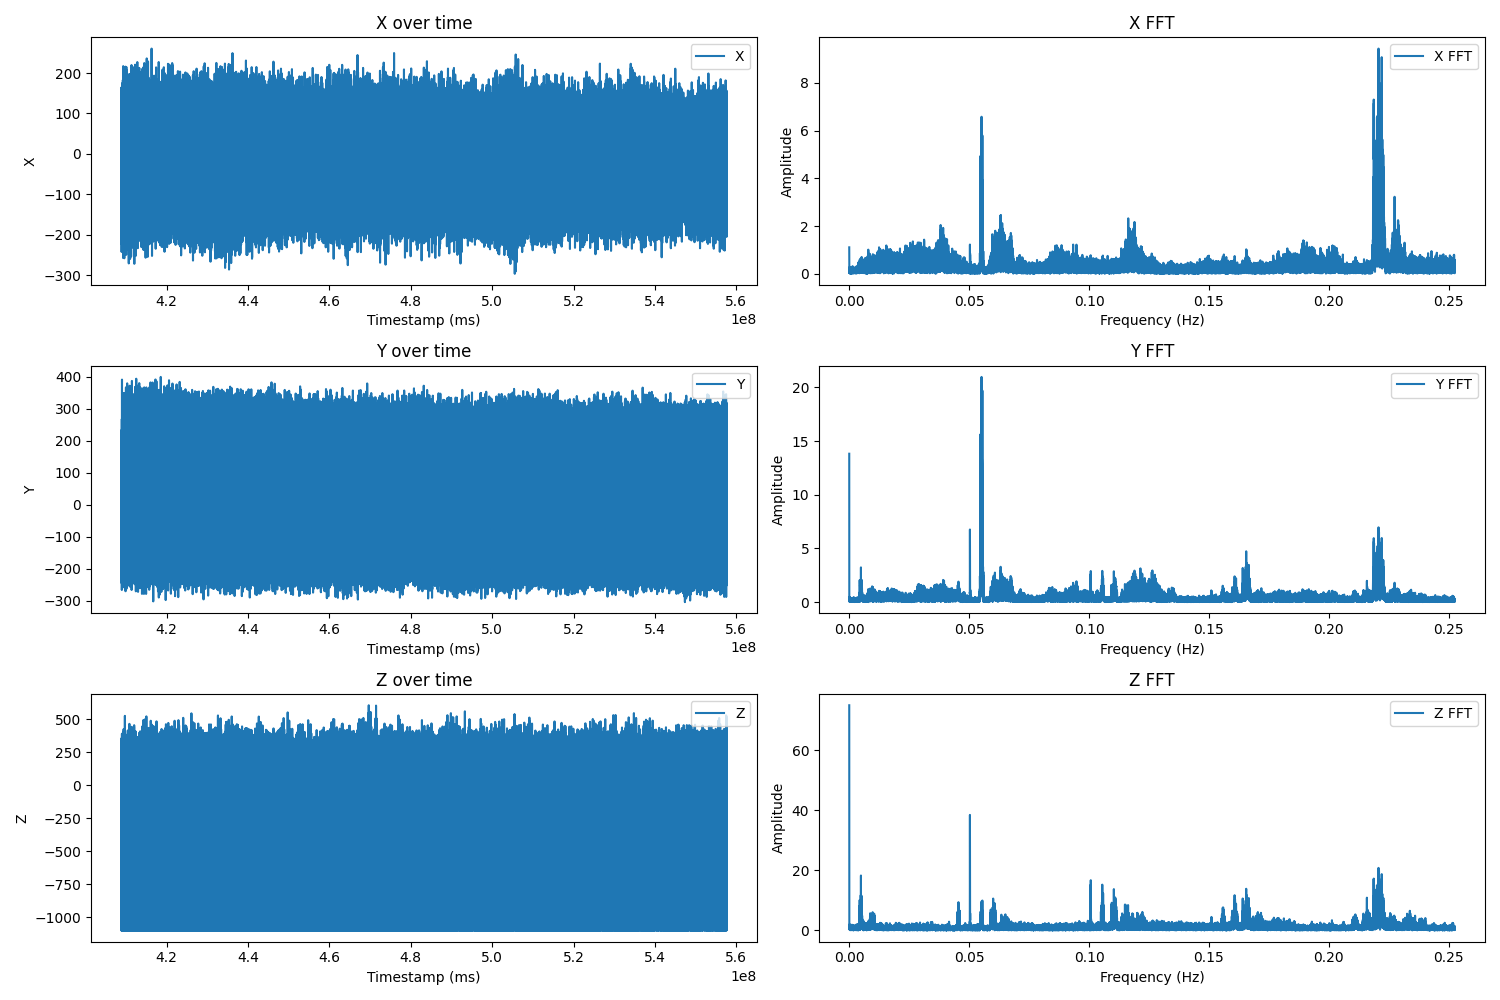 X over time
X
200
100
0
−100
−200
−300
X
4.2
4.4
4.6
4.8
5.0
5.2
5.4
5.6
1e8
Timestamp (ms)
X FFT
X FFT
8
6
4
2
0
Amplitude
0.00
0.05
0.10
0.15
0.20
0.25
Frequency (Hz)
Y over time
Y
400
300
200
100
0
−100
−200
−300
Y
4.2
4.4
4.6
4.8
5.0
5.2
5.4
5.6
1e8
Timestamp (ms)
Y FFT
Y FFT
20
15
10
5
0
Amplitude
0.00
0.05
0.10
0.15
0.20
0.25
Frequency (Hz)
Z over time
Z
500
250
0
−250
−500
−750
−1000
Z
4.2
4.4
4.6
4.8
5.0
5.2
5.4
5.6
1e8
Timestamp (ms)
Z FFT
Z FFT
60
40
20
0
Amplitude
0.00
0.05
0.10
0.15
0.20
0.25
Frequency (Hz)